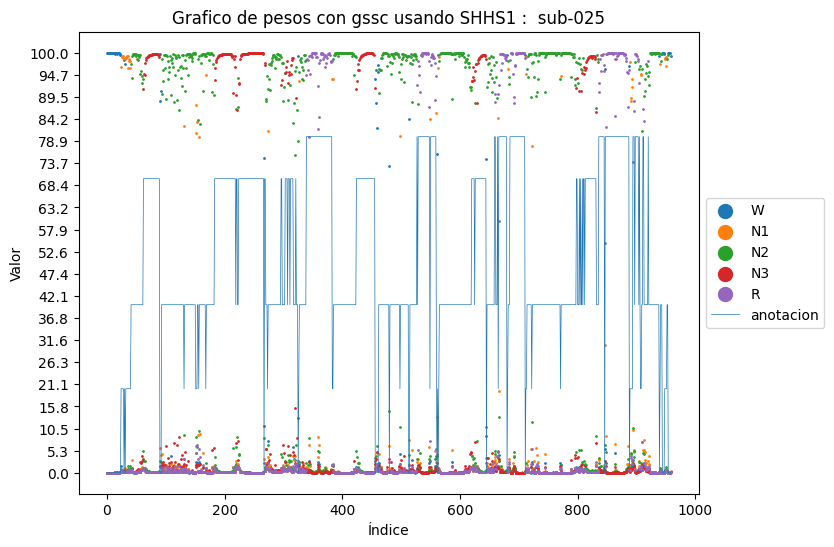 Grafico de pesos con gssc usando SHHS1 :  sub-025
100.0
94.7
89.5
84.2
78.9
73.7
68.4
63.2
57.9
52.6
47.4
42.1
36.8
31.6
26.3
21.1
15.8
10.5
5.3
0.0
Valor
0 200 400 600 800 1000
Índice
W
N1
N2
N3
R
anotacion